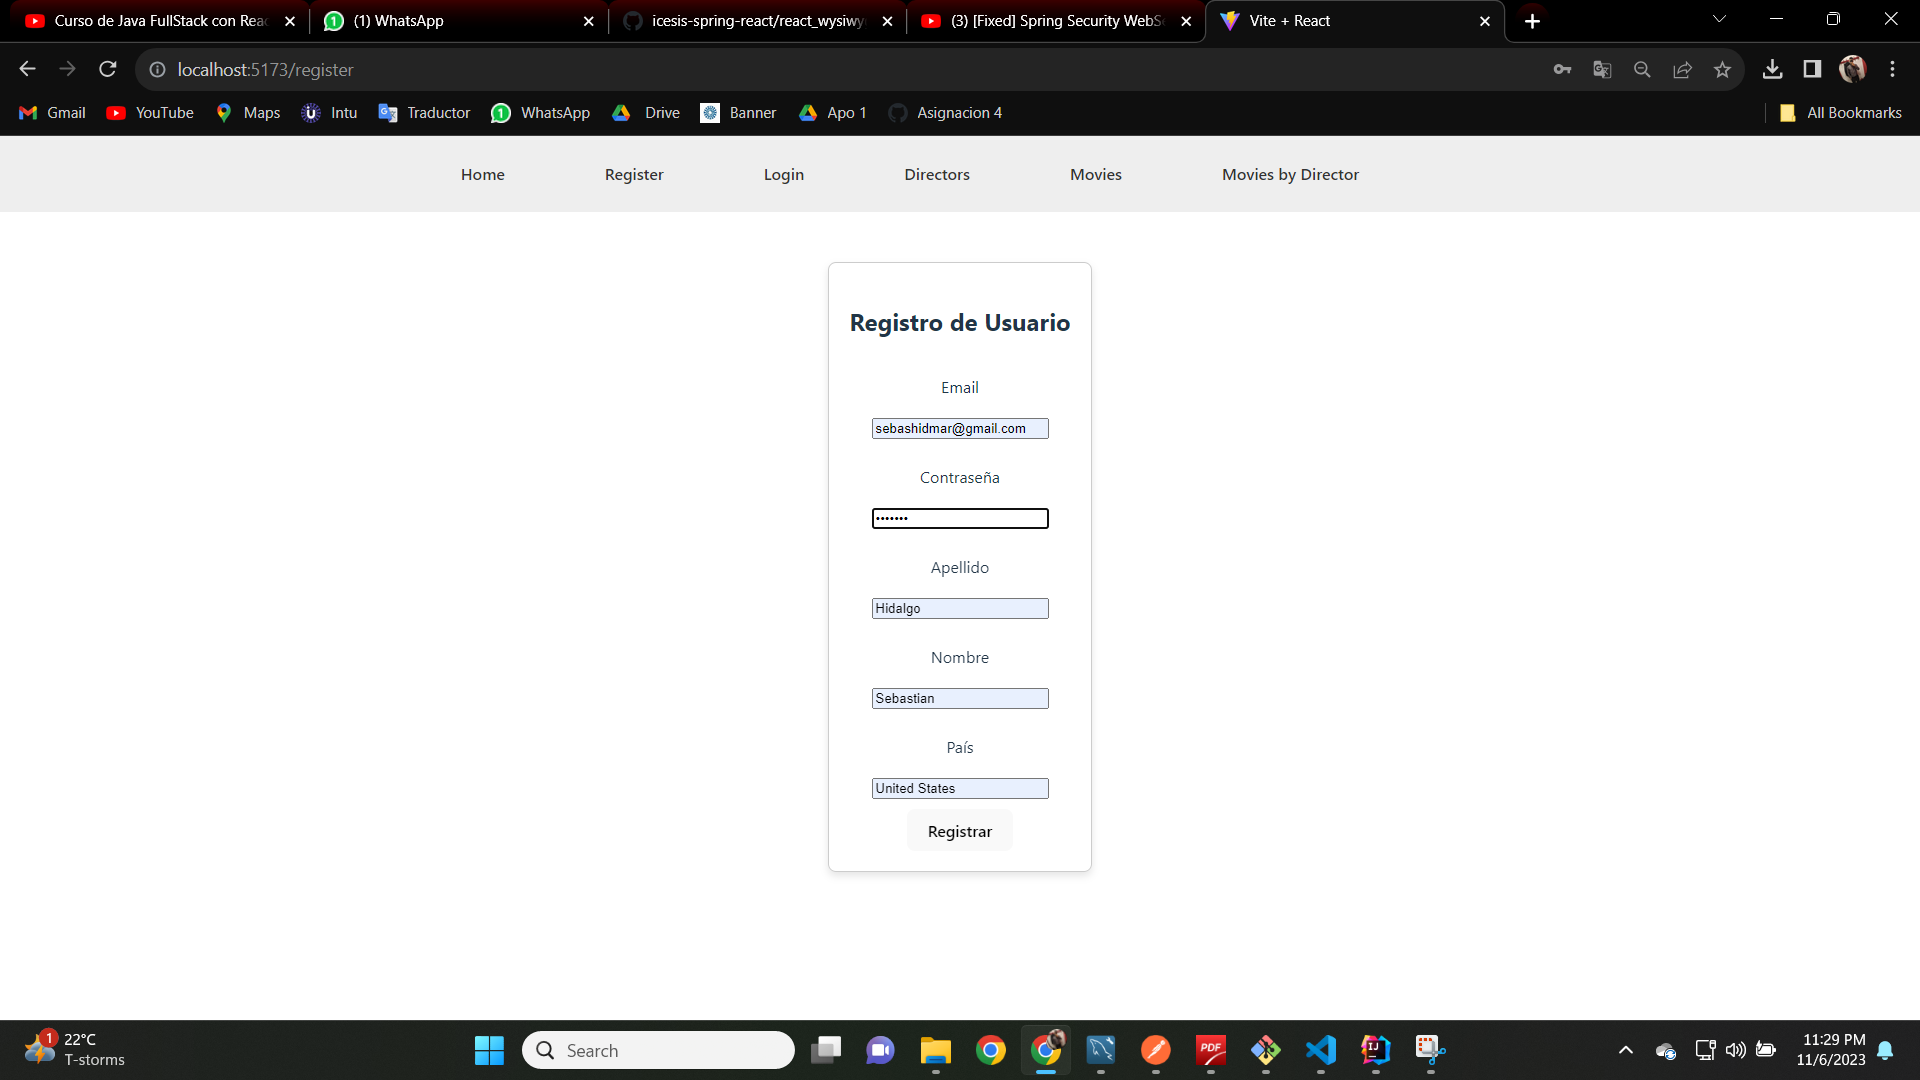 Curso de Java FullStack con Reac
(1) WhatsApp
icesis-spring-react/react_wysiwy
(3) [Fixed] Spring Security WebSe
Vite + React
localhost:5173/register
Gmail
YouTube
Maps
Intu
Traductor
WhatsApp
Drive
Banner
Apo 1
Asignacion 4
All Bookmarks
Home
Register
Login
Directors
Movies
Movies by Director
Registro de Usuario
Email
sebashidmar@gmail.com
Contraseña
•••••••
Apellido
Hidalgo
Nombre
Sebastian
País
United States
Registrar
1
22°C
T-storms
Search
PDF
IJ
11:29 PM
11/6/2023